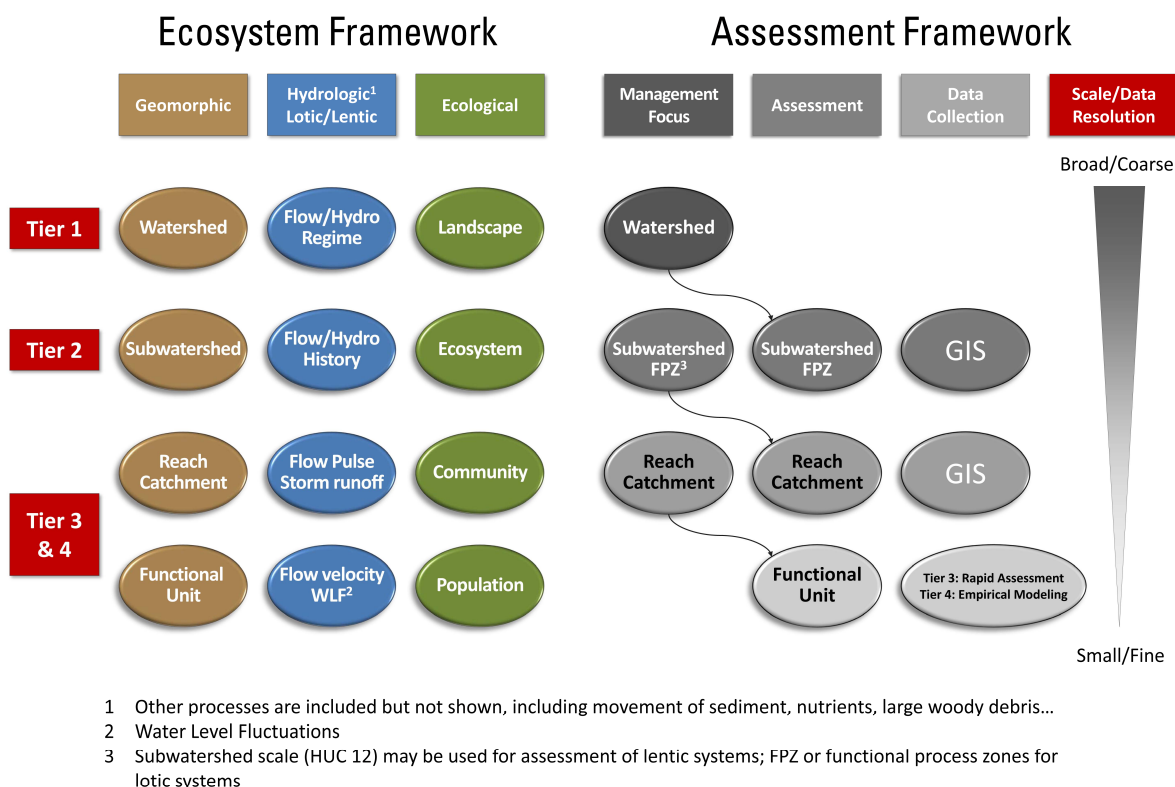 Ecosystem Framework
Assessment Framework
Geomorphic
Hydrologic¹
Lotic/Lentic
Ecological
Management
Focus
Assessment
Data
Collection
Scale/Data
Resolution
Broad/Coarse
Tier 1
Watershed
Flow/Hydro
Regime
Landscape
Watershed
Tier 2
Subwatershed
Flow/Hydro
History
Ecosystem
Subwatershed
FPZ³
Subwatershed
FPZ
GIS
Tier 3
& 4
Reach
Catchment
Flow Pulse
Storm runoff
Community
Reach
Catchment
Reach
Catchment
GIS
Functional
Unit
Flow velocity
WLF²
Population
Functional
Unit
Tier 3: Rapid Assessment
Tier 4: Empirical Modeling
Small/Fine
1 Other processes are included but not shown, including movement of sediment, nutrients, large woody debris…
2 Water Level Fluctuations
3 Subwatershed scale (HUC 12) may be used for assessment of lentic systems; FPZ or functional process zones for
lotic systems